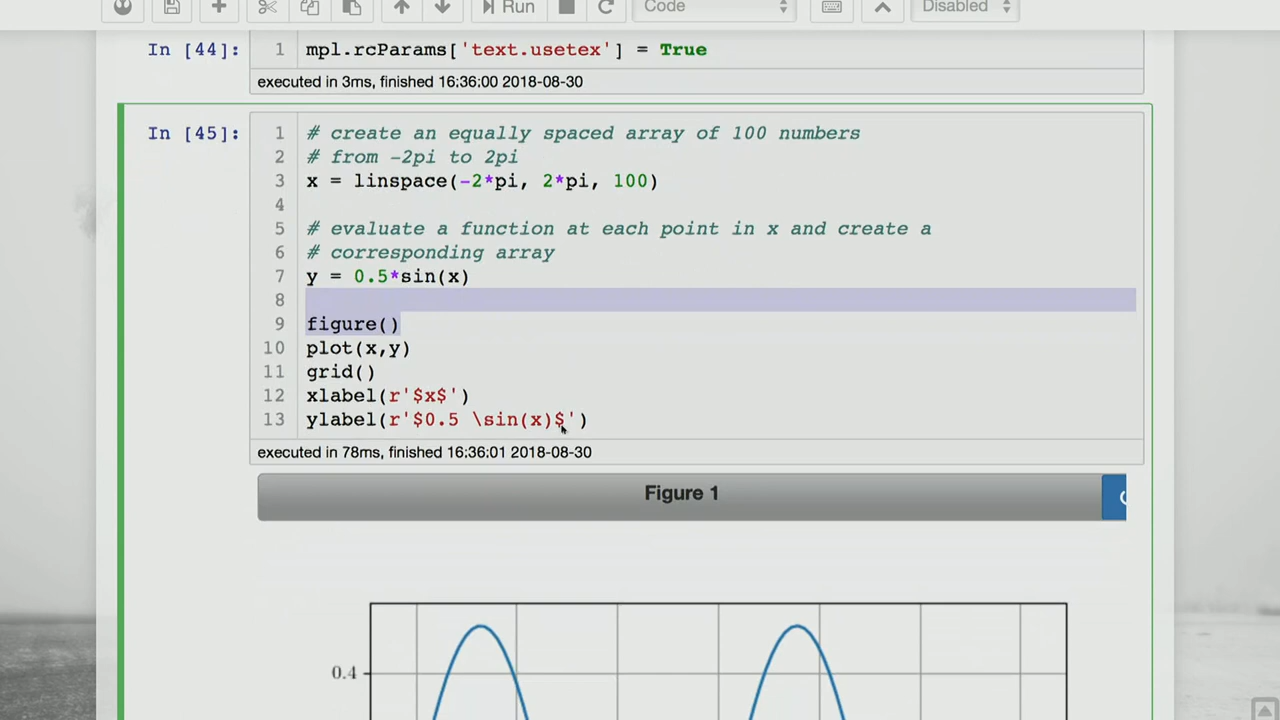 Run Code Disabled
In [44]: 1 mpl.rcParams['text.usetex'] = True
executed in 3ms, finished 16:36:00 2018-08-30
In [45]: 1 # create an equally spaced array of 100 numbers
2 # from -2pi to 2pi
3 x = linspace(-2*pi, 2*pi, 100)
4
5 # evaluate a function at each point in x and create a
6 # corresponding array
7 y = 0.5*sin(x)
8
9 figure()
10 plot(x,y)
11 grid()
12 xlabel(r'$x$')
13 ylabel(r'$0.5 \sin(x)$')
executed in 78ms, finished 16:36:01 2018-08-30
Figure 1
0.4